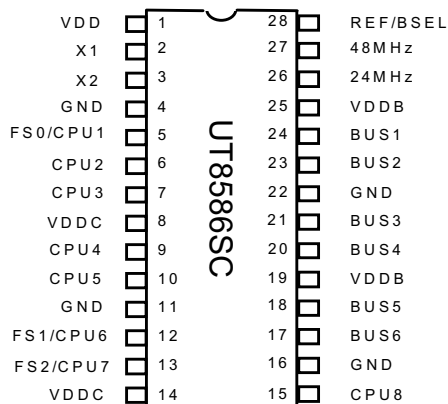 VDD 1 28 REF/BSEL
X1 2 27 48MHz
X2 3 26 24MHz
GND 4 25 VDDB
FS0/CPU1 5 24 BUS1
CPU2 6 23 BUS2
CPU3 7 22 GND
VDDC 8 21 BUS3
CPU4 9 20 BUS4
CPU5 10 19 VDDB
GND 11 18 BUS5
FS1/CPU6 12 17 BUS6
FS2/CPU7 13 16 GND
VDDC 14 15 CPU8
UT8586SC